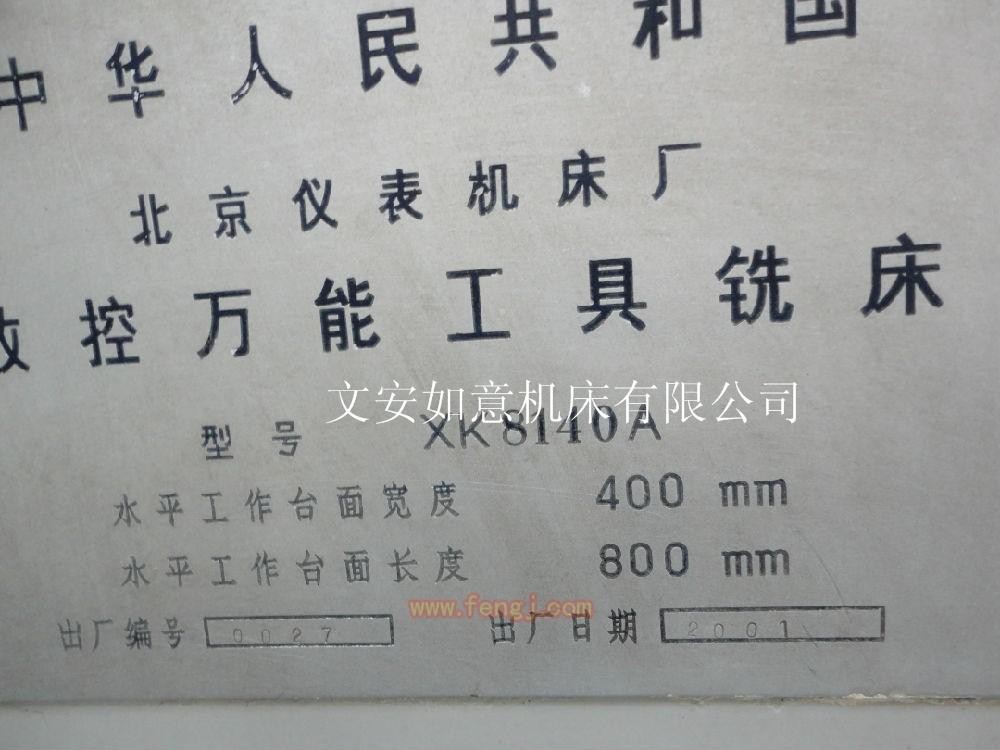 中华人民共和国
北京仪表机床厂
数控万能工具铣床
文安如意机床有限公司
型号 XK8140A
水平工作台面宽度 400 mm
水平工作台面长度 800 mm
www.fengj.com
出厂编号 0027 出厂日期 2001